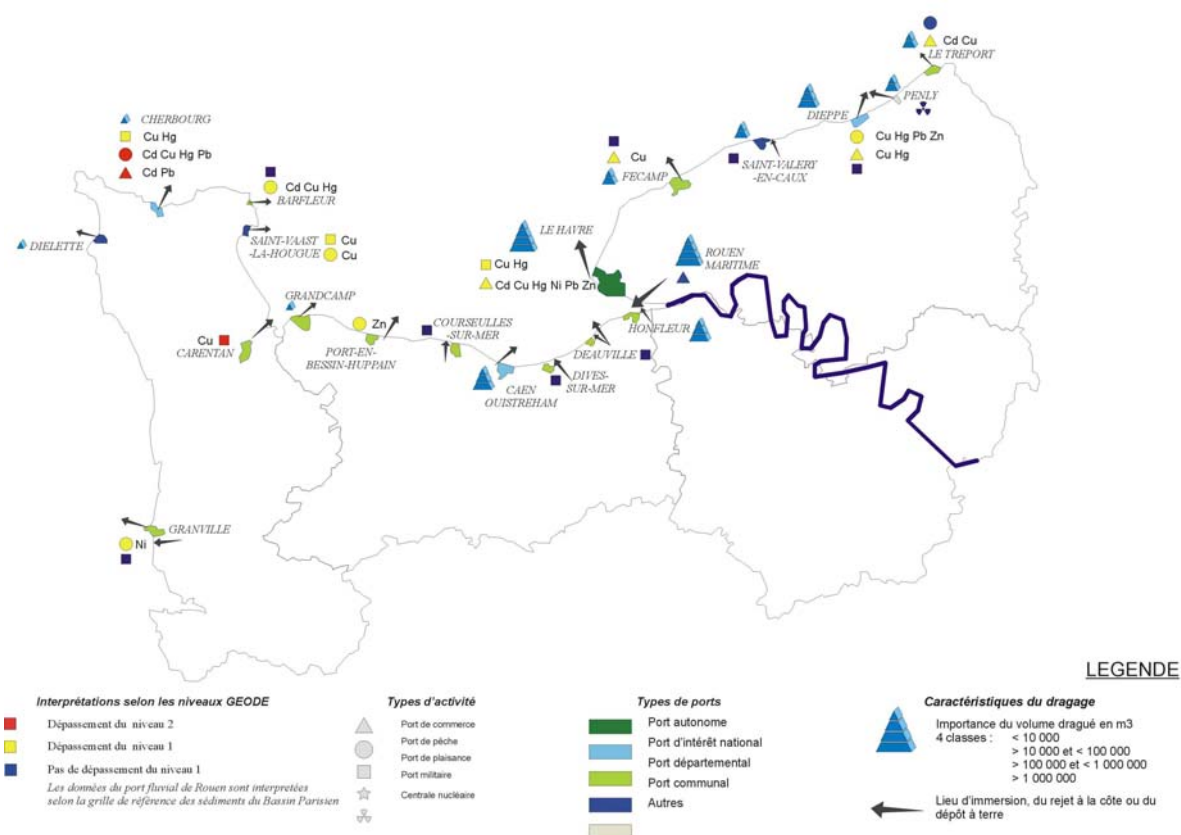 Cd Cu
LE TREPORT
PENLY
DIEPPE
Cu Hg Pb Zn
Cu Hg
SAINT-VALERY
-EN-CAUX
Cu
FECAMP
CHERBOURG
Cu Hg
Cd Cu Hg Pb
Cd Pb
Cd Cu Hg
BARFLEUR
DIELETTE
SAINT-VAAST
-LA-HOUGUE
Cu
Cu
LE HAVRE
Cu Hg
Cd Cu Hg Ni Pb Zn
ROUEN
MARITIME
GRANDCAMP
Cu
CARENTAN
Zn
PORT-EN-
BESSIN-HUPPAIN
COURSEULLES
-SUR-MER
HONFLEUR
DEAUVILLE
CAEN
OUISTREHAM
DIVES-
SUR-MER
GRANVILLE
Ni
LEGENDE
Interprétations selon les niveaux GEODE
Dépassement du niveau 2
Dépassement du niveau 1
Pas de dépassement du niveau 1
Les données du port fluvial de Rouen sont interpretées
selon la grille de référence des sédiments du Bassin Parisien
Types d'activité
Port de commerce
Port de pêche
Port de plaisance
Port militaire
Centrale nucléaire
Types de ports
Port autonome
Port d'intérêt national
Port départemental
Port communal
Autres
Caractéristiques du dragage
Importance du volume dragué en m3
4 classes : < 10 000
> 10 000 et < 100 000
> 100 000 et < 1 000 000
> 1 000 000
Lieu d'immersion, du rejet à la côte ou du
dépôt à terre